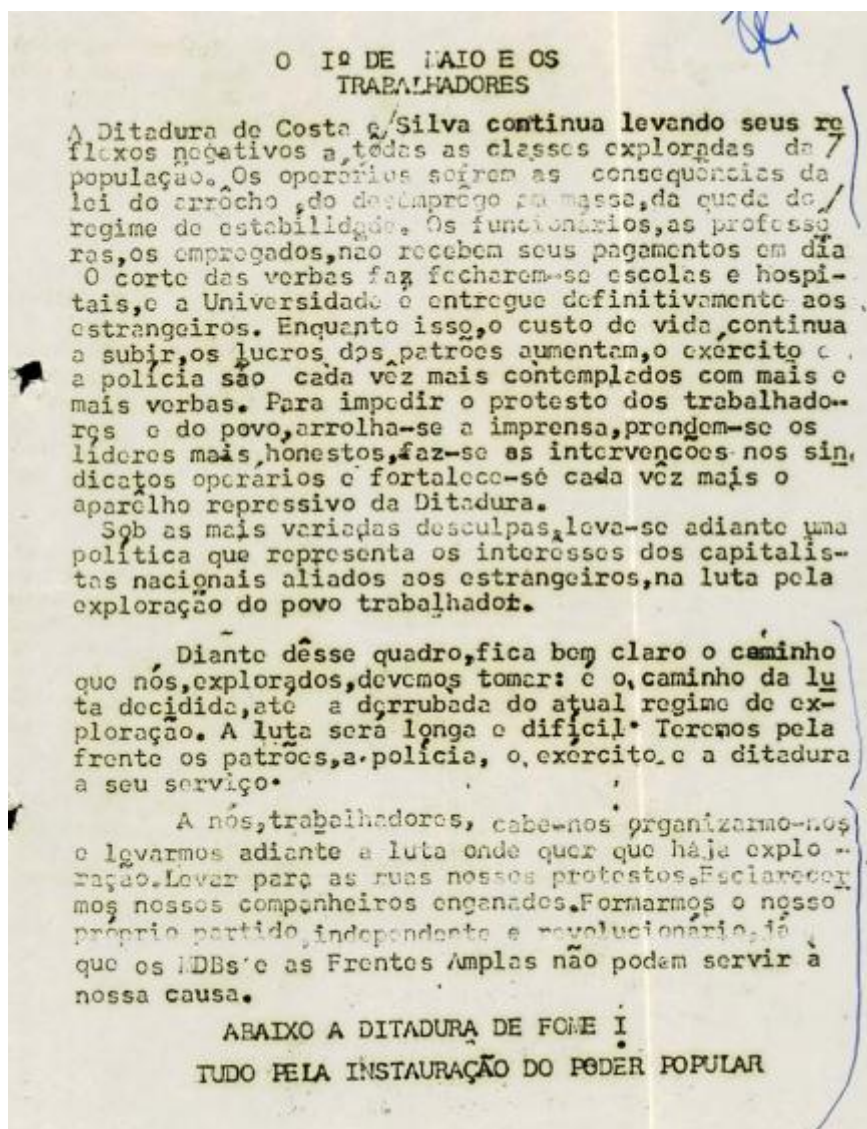 O Iº DE MAIO E OS
TRABALHADORES
A Ditadura de Costa e/Silva continua levando seus re
flexos negativos a todas as classes exploradas da /
população. Os operários sofrem as consequencias da
lei do arrôcho ,do desemprego em massa,da queda do /
regime de estabilidade. Os funcionários,as professo
ras,os empregados,não recebem seus pagamentos em dia
O corte das verbas faz fecharem-se escolas e hospi-
tais,e a Universidade é entregue definitivamente aos
estrangeiros. Enquanto isso,o custo de vida continua
a subir,os lucros dos patrões aumentam,o exército e
a polícia são cada vêz mais contemplados com mais e
mais verbas. Para impedir o protesto dos trabalhado-
res e do povo,arrolha-se a imprensa,prendem-se os
líderes mais honestos,faz-se as intervencões nos sin
dicatos operários e fortalece-se cada vêz mais o
aparêlho repressivo da Ditadura.
Sob as mais variadas desculpas,leva-se adiante uma
política que representa os interesses dos capitalis-
tas nacionais aliados aos estrangeiros,na luta pela
exploração do povo trabalhador.
Diante dêsse quadro,fica bem claro o caminho
que nós,explorados,devemos tomar: é o caminho da lu
ta decidida,até a derrubada do atual regime de ex-
ploração. A luta será longa e difícil. Teremos pela
frente os patrões,a polícia, o exército e a ditadura
a seu serviço.
A nós,trabalhadores, cabe-nos organizarmo-nos
e levarmos adiante a luta onde quer que hája explo -
ração.Levar para as ruas nossos protestos.Esclarecer
mos nossos companheiros enganados.Formarmos o nosso
próprio partido,independente e revolucionário,já
que os MDBs e as Frentes Amplas não podem servir à
nossa causa.
ABAIXO A DITADURA DE FOME !
TUDO PELA INSTAURAÇÃO DO PODER POPULAR